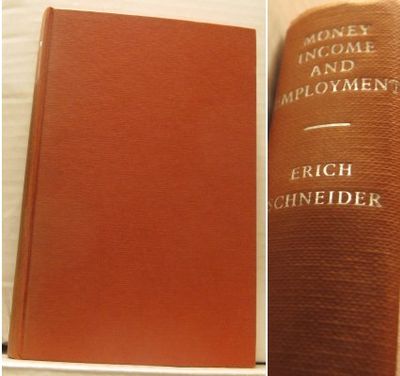 MONEY
INCOME
AND
EMPLOYMENT
ERICH
SCHNEIDER